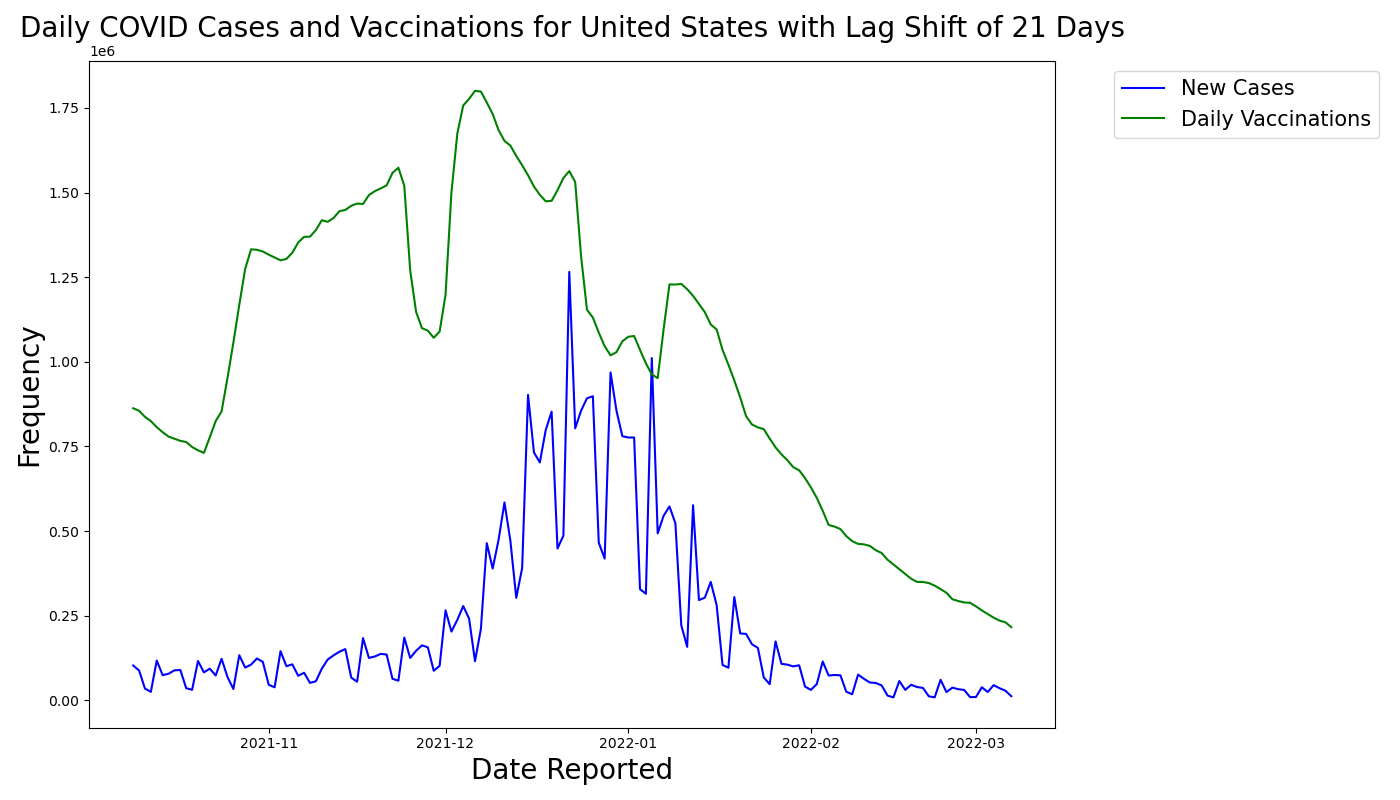 Daily COVID Cases and Vaccinations for United States with Lag Shift of 21 Days
1e6
New Cases
Daily Vaccinations
1.75
1.50
1.25
1.00
0.75
0.50
0.25
0.00
Frequency
2021-11
2021-12
2022-01
2022-02
2022-03
Date Reported